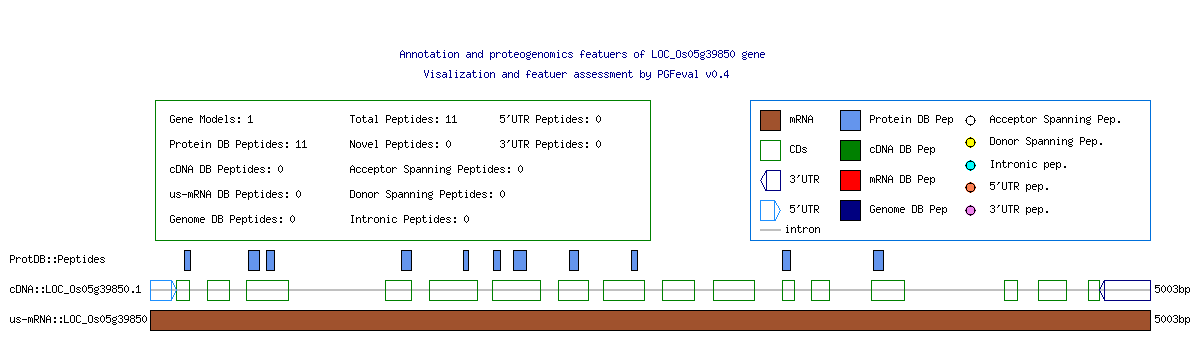 Annotation and proteogenomics featuers of LOC_Os05g39850 gene
Visalization and featuer assessment by PGFeval v0.4
Gene Models: 1 Total Peptides: 11 5'UTR Peptides: 0
Protein DB Peptides: 11 Novel Peptides: 0 3'UTR Peptides: 0
cDNA DB Peptides: 0 Acceptor Spanning Peptides: 0
us-mRNA DB Peptides: 0 Donor Spanning Peptides: 0
Genome DB Peptides: 0 Intronic Peptides: 0
mRNA Protein DB Pep Acceptor Spanning Pep.
CDs cDNA DB Pep Donor Spanning Pep.
3'UTR mRNA DB Pep Intronic pep.
5'UTR Genome DB Pep 5'UTR pep.
intron 3'UTR pep.
ProtDB::Peptides
cDNA::LOC_Os05g39850.1 5003bp
us-mRNA::LOC_Os05g39850 5003bp